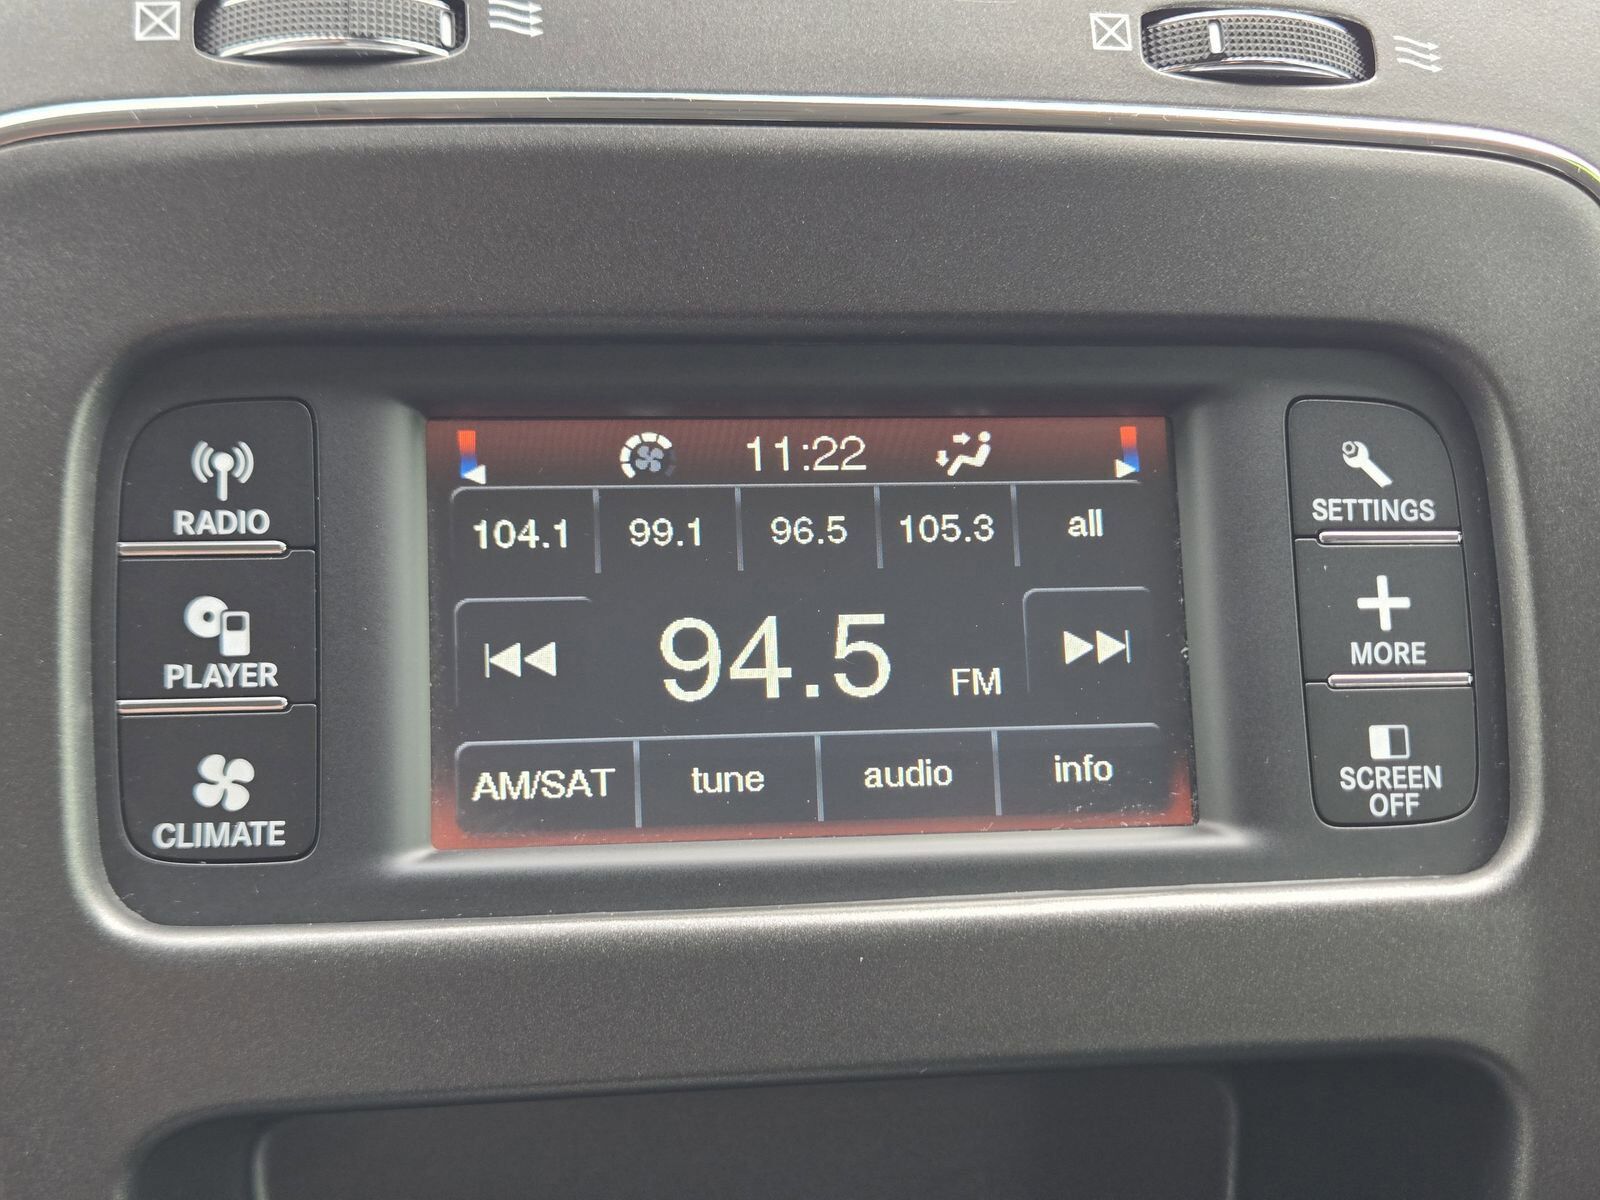 11:22
104.1 99.1 96.5 105.3 all
94.5 FM
AM/SAT tune audio info
RADIO
PLAYER
CLIMATE
SETTINGS
MORE
SCREEN
OFF